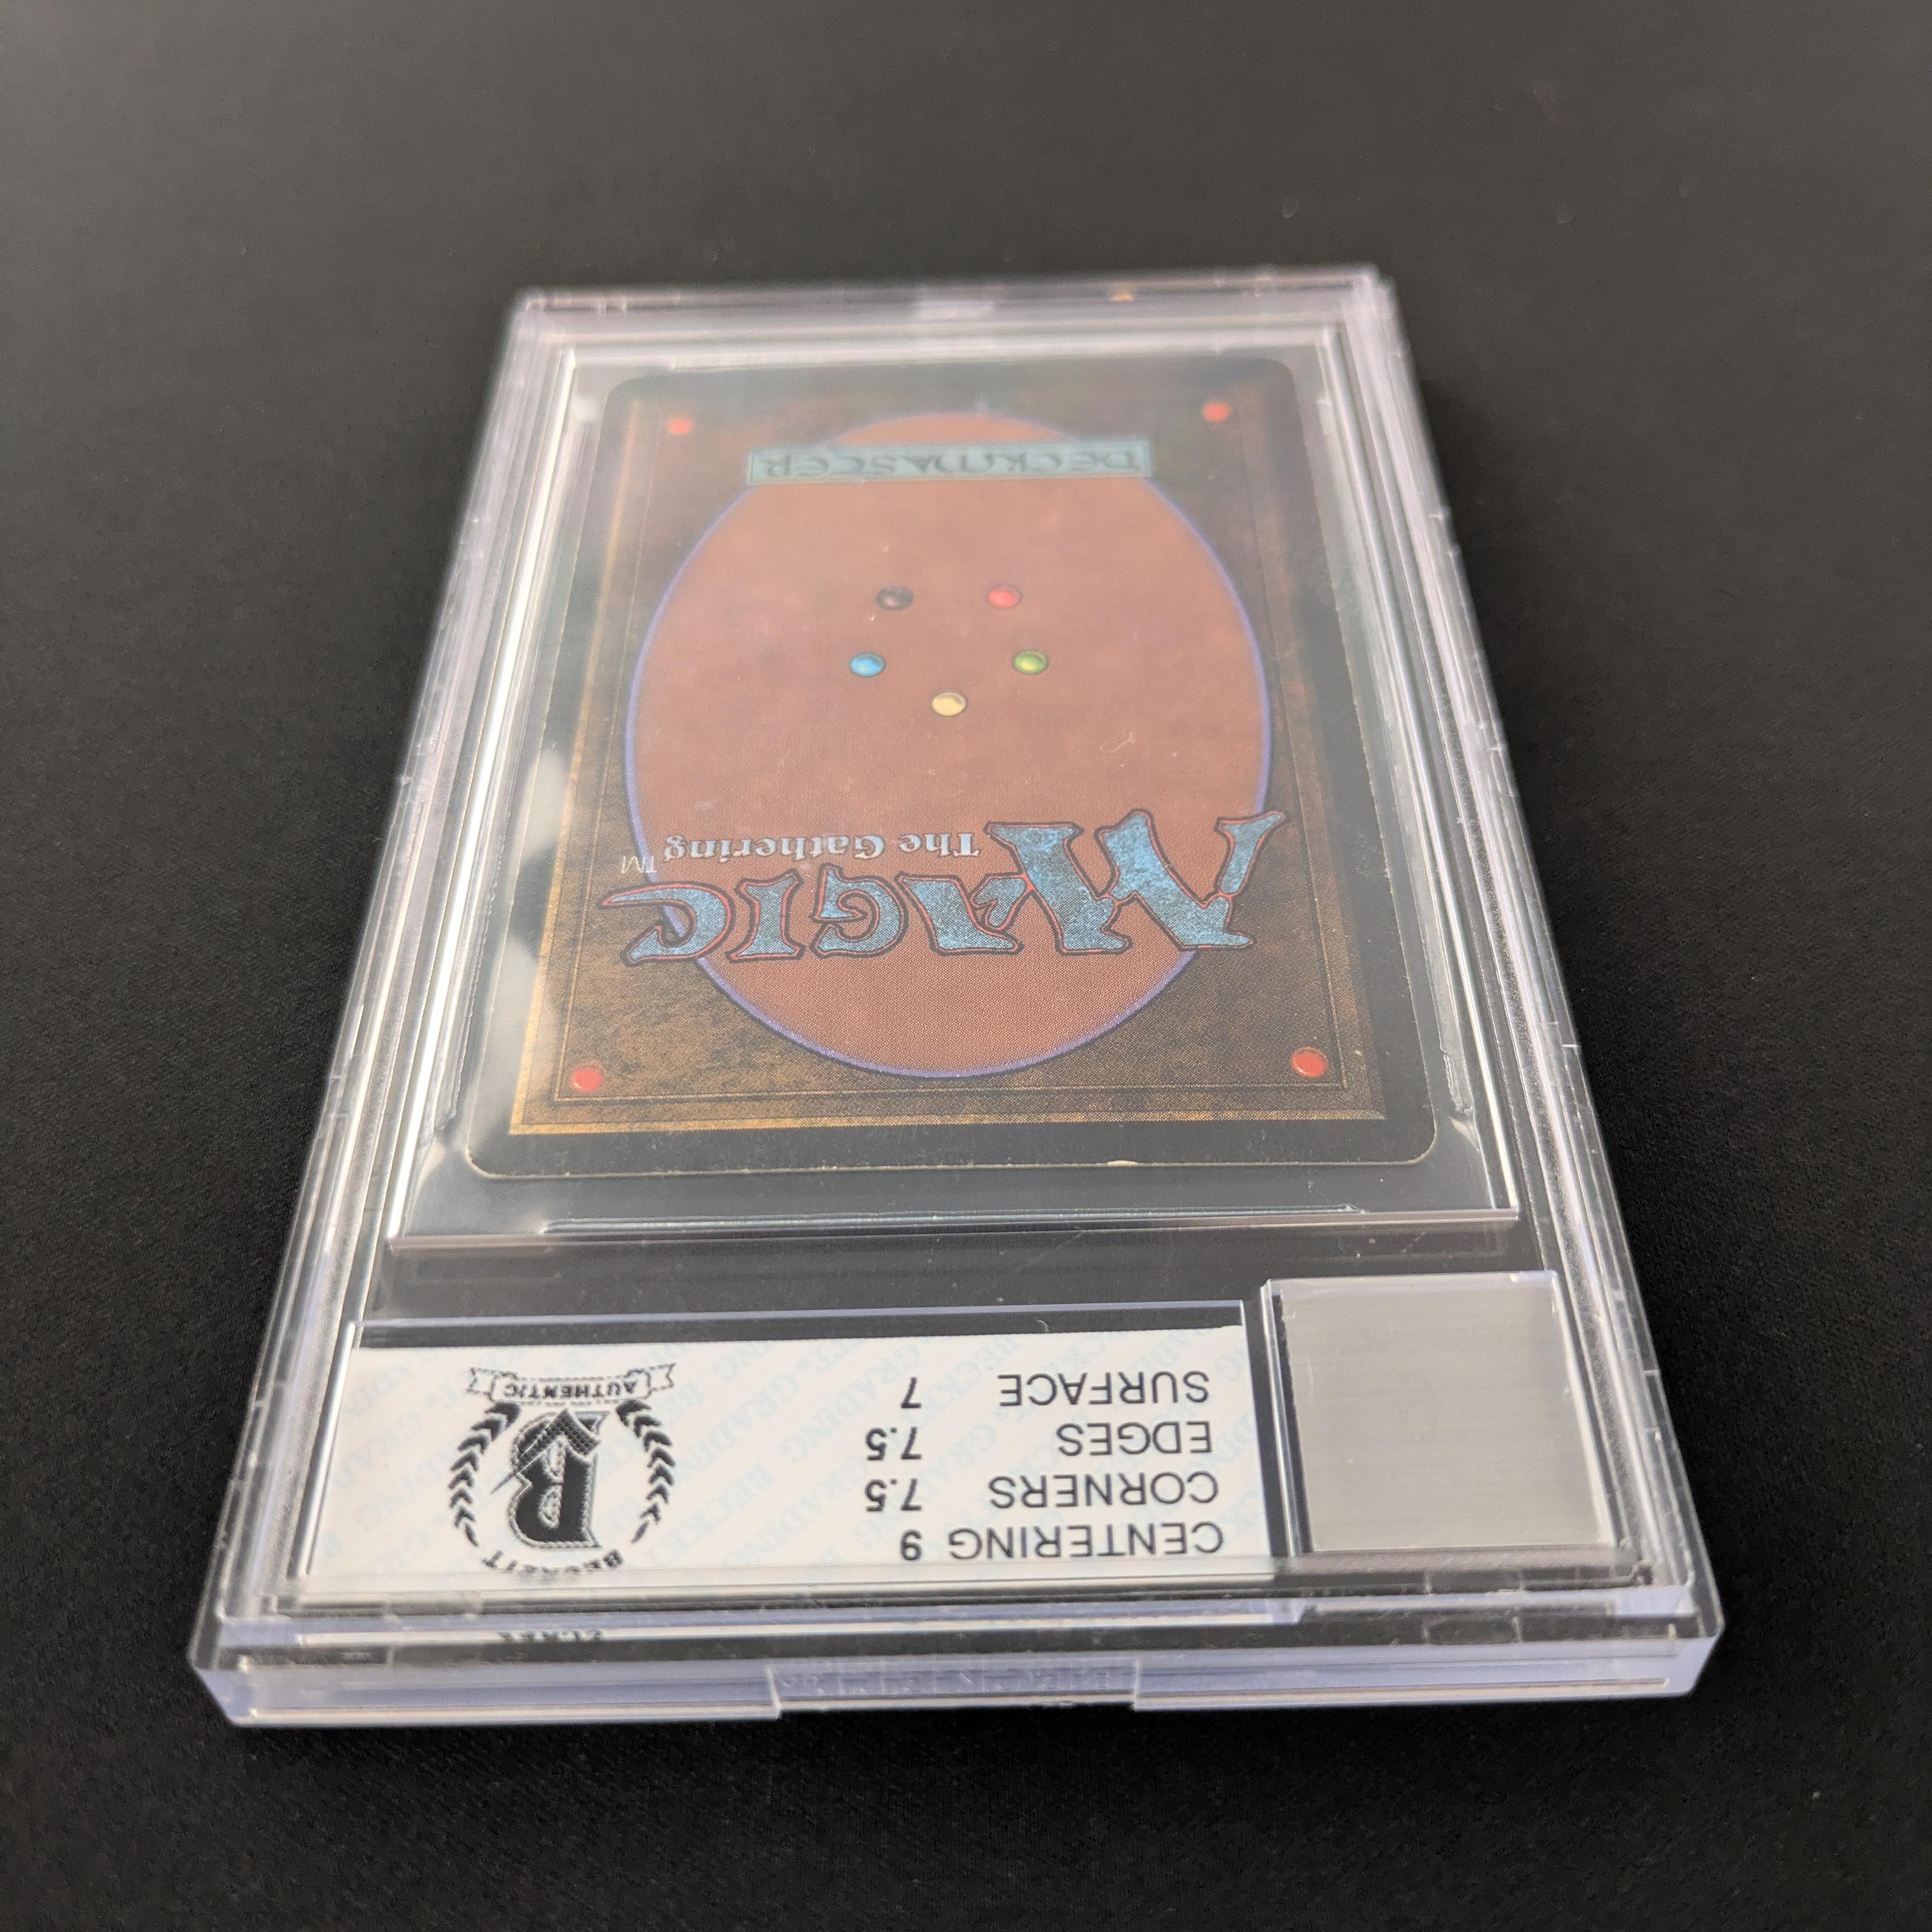 CENTERING 9
CORNERS 7.5
EDGES 7.5
SURFACE 7
BECKETT
B
AUTHENTIC
MAGIC
The Gathering
TM
DECKMASTER